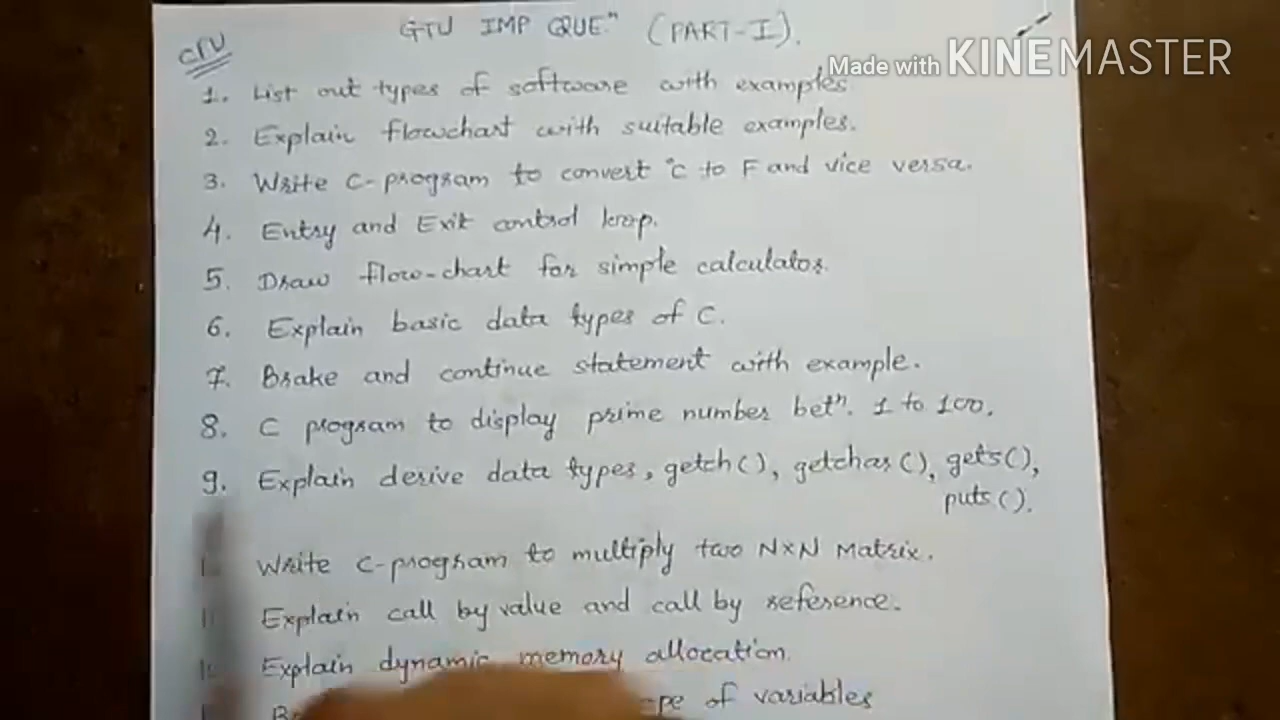 CPU
GTU IMP QUEⁿ (PART-I).
Made with KINEMASTER
1. List out types of software with examples
2. Explain flowchart with suitable examples.
3. Write C-program to convert °C to F and vice versa.
4. Entry and Exit control loop.
5. Draw flow-chart for simple calculator.
6. Explain basic data types of C.
7. Brake and continue statement with example.
8. C program to display prime number betⁿ. 1 to 100.
9. Explain derive data types, getch(), getchar(), gets(),
puts().
Write C-program to multiply two NxN Matrix.
Explain call by value and call by reference.
Explain dynamic memory allocation.
of variables